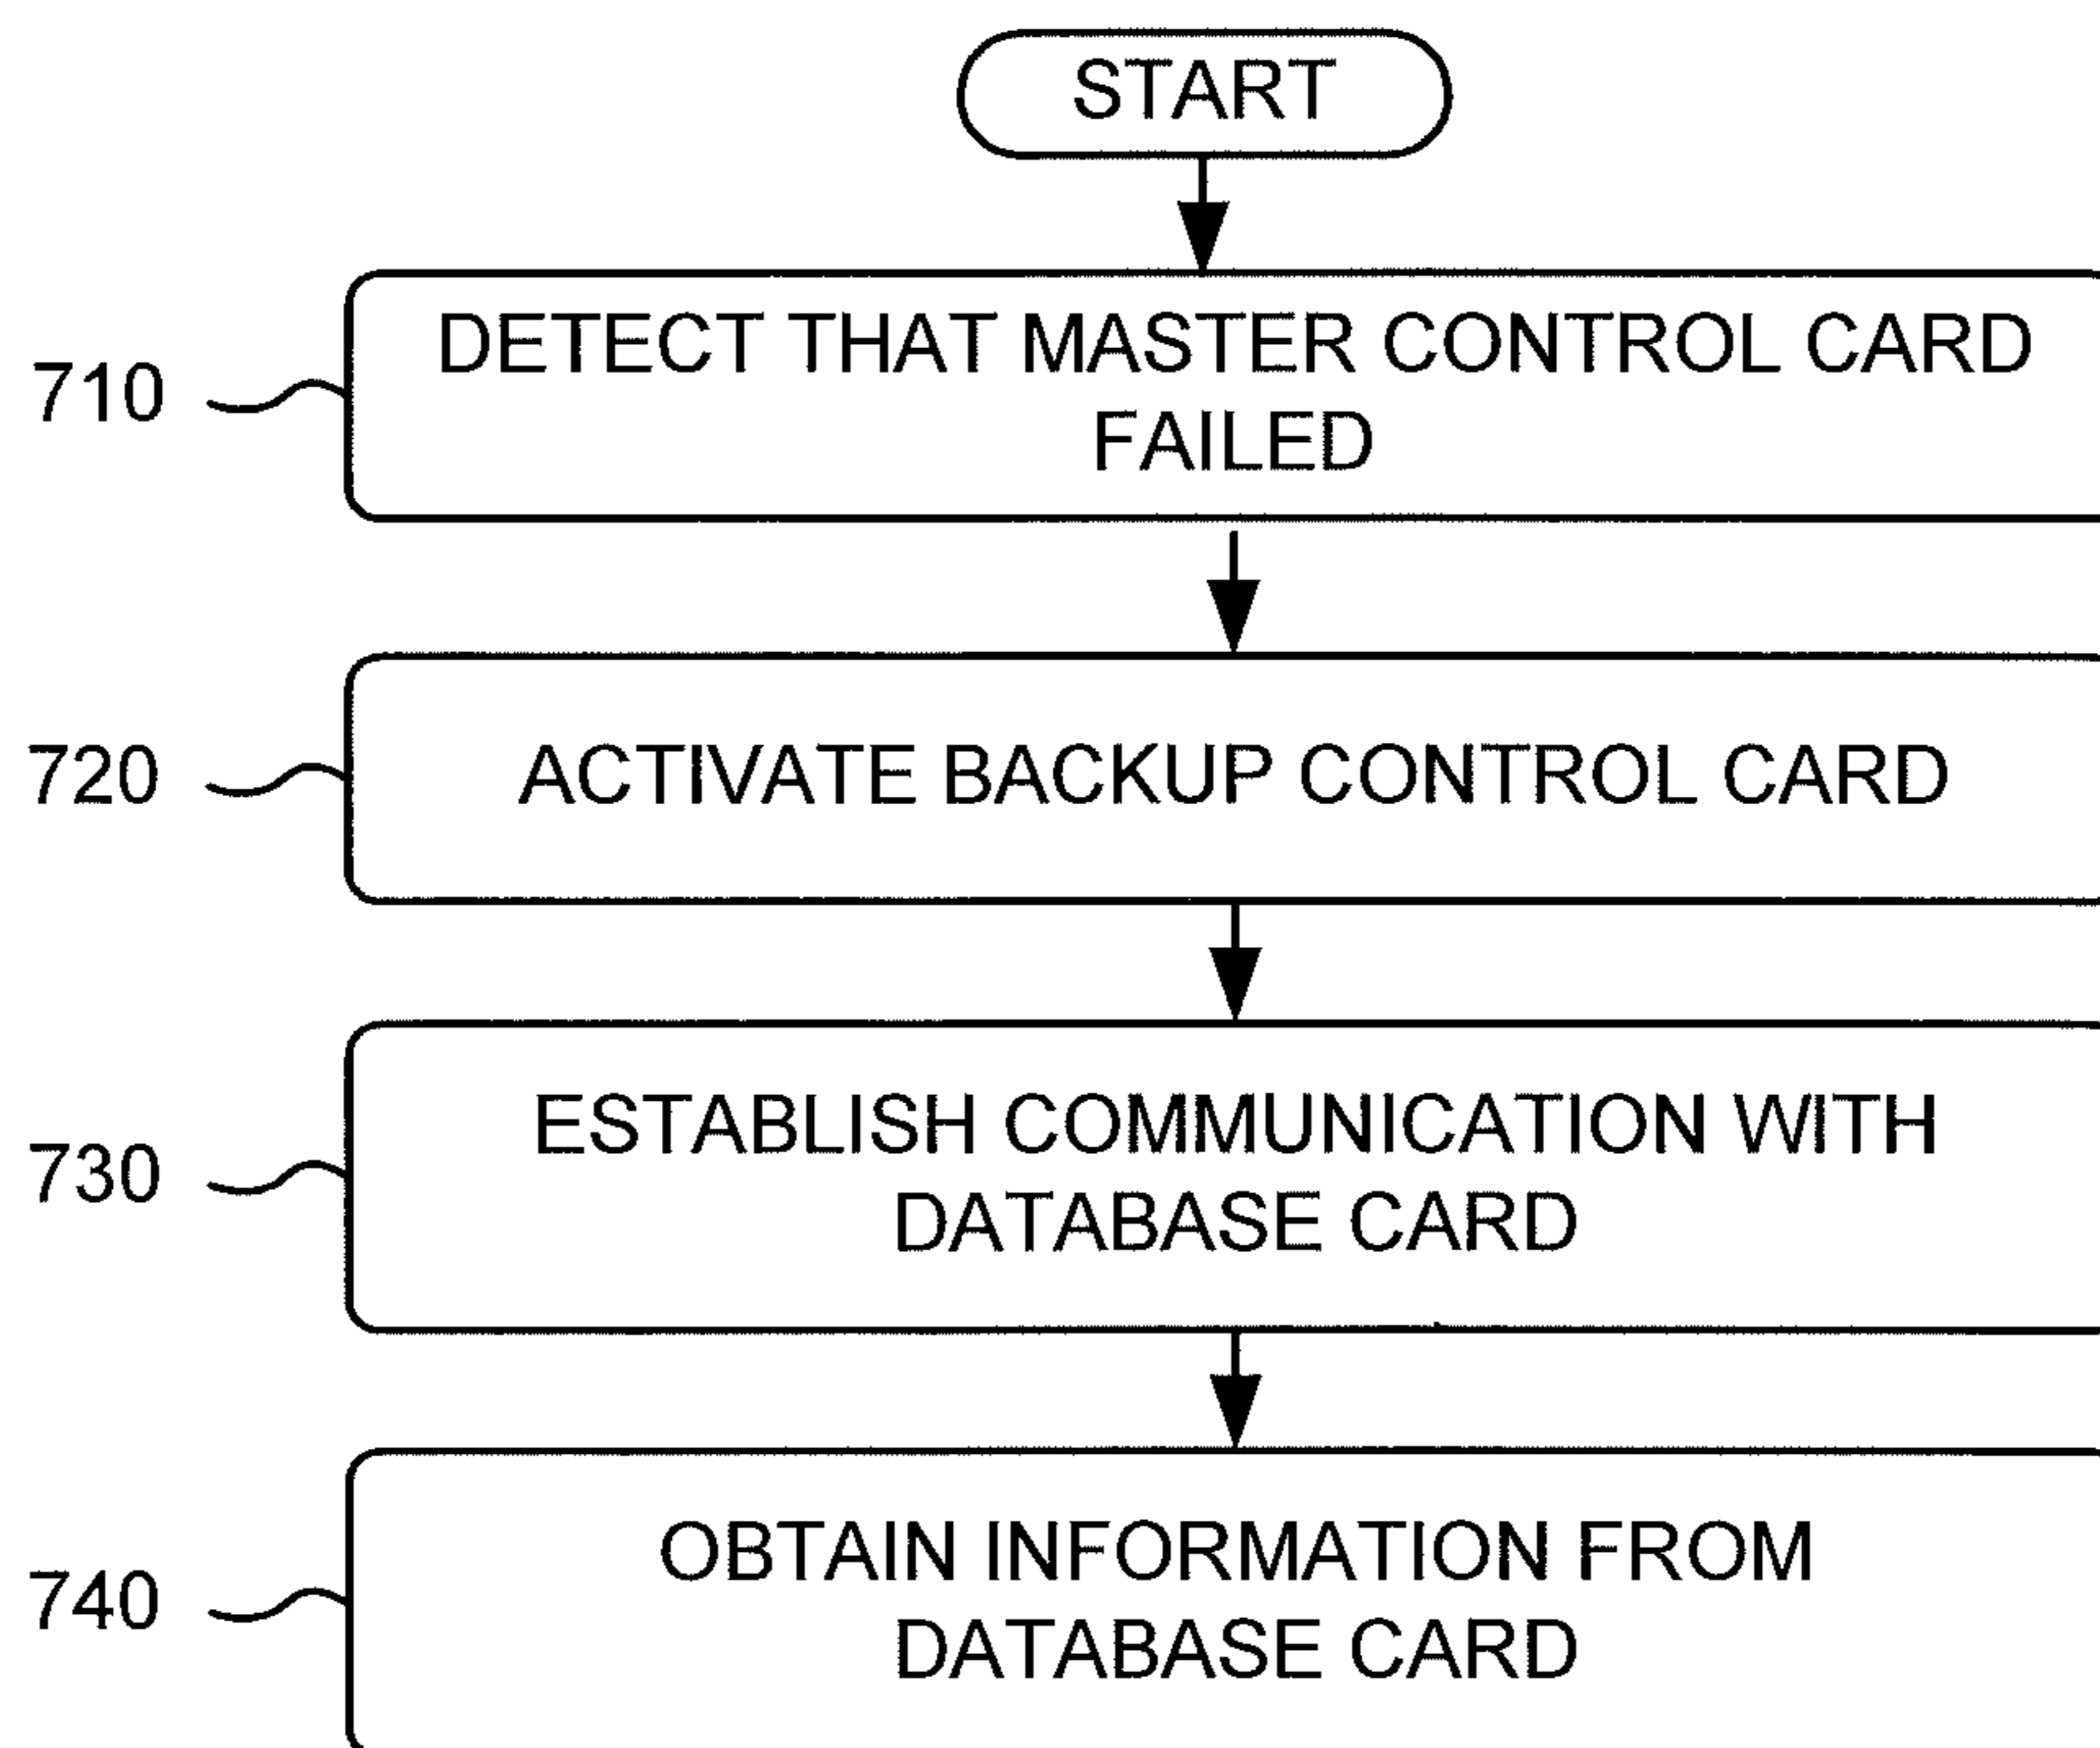 START
710
DETECT THAT MASTER CONTROL CARD
FAILED
720
ACTIVATE BACKUP CONTROL CARD
730
ESTABLISH COMMUNICATION WITH
DATABASE CARD
740
OBTAIN INFORMATION FROM
DATABASE CARD